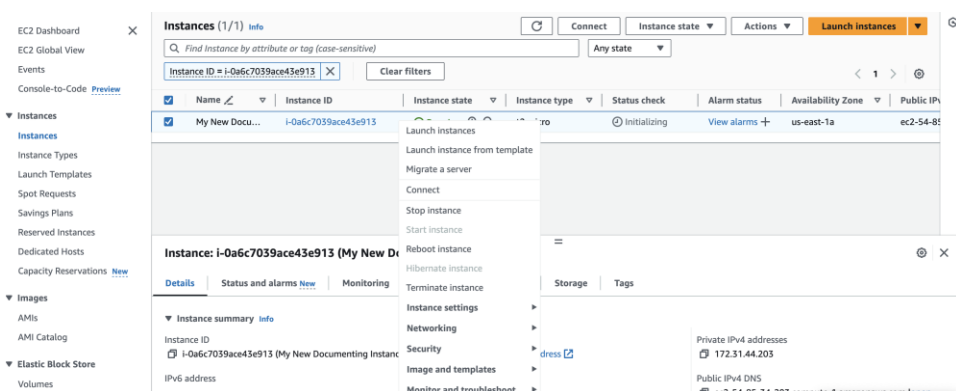 EC2 Dashboard
EC2 Global View
Events
Console-to-Code Preview
Instances
Instances
Instance Types
Launch Templates
Spot Requests
Savings Plans
Reserved Instances
Dedicated Hosts
Capacity Reservations New
Images
AMIs
AMI Catalog
Elastic Block Store
Volumes
Instances (1/1) Info
Connect
Instance state
Actions
Launch instances
Find Instance by attribute or tag (case-sensitive)
Any state
Instance ID = i-0a6c7039ace43e913
Clear filters
1
Name Instance ID Instance state Instance type Status check Alarm status Availability Zone Public IPv
My New Docu... i-0a6c7039ace43e913 Initializing View alarms + us-east-1a ec2-54-85
Launch instances
Launch instance from template
Migrate a server
Connect
Stop instance
Start instance
Reboot instance
Hibernate instance
Terminate instance
Instance settings
Networking
Security
Image and templates
Monitor and troubleshoot
Instance: i-0a6c7039ace43e913 (My New Do
Details Status and alarms New Monitoring Storage Tags
Instance summary Info
Instance ID
i-0a6c7039ace43e913 (My New Documenting Instanc
IPv6 address
dress
Private IPv4 addresses
172.31.44.203
Public IPv4 DNS